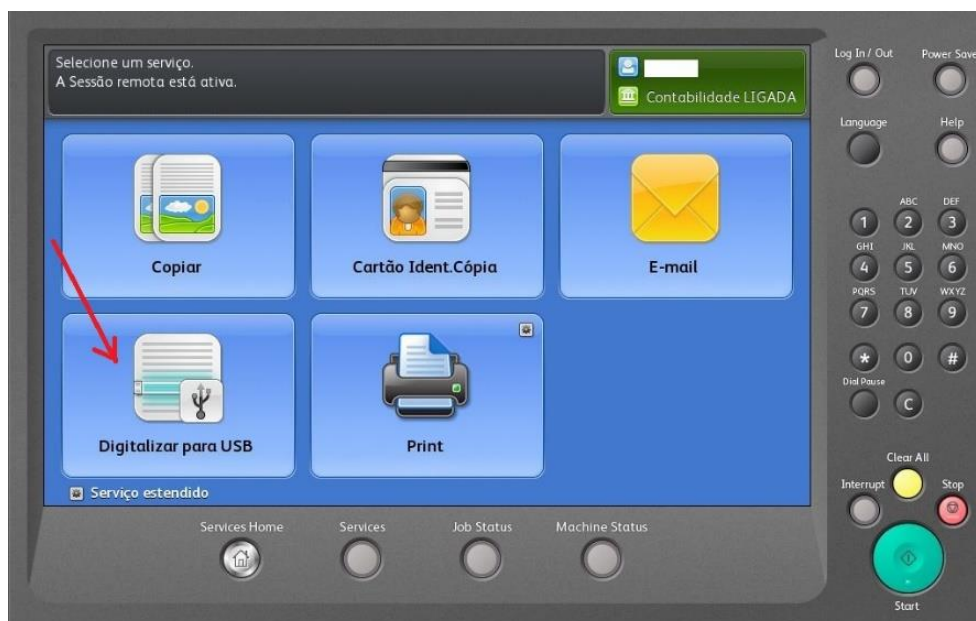 Selecione um serviço.
A Sessão remota está ativa.
Contabilidade LIGADA
Copiar
Cartão Ident.Cópia
E-mail
Digitalizar para USB
Print
Serviço estendido
Services Home
Services
Job Status
Machine Status
Log In / Out
Power Save
Language
Help
ABC
DEF
1
2
3
GHI
JKL
MNO
4
5
6
PQRS
TUV
WXYZ
7
8
9
*
0
#
Dial Pause
C
Clear All
Interrupt
Stop
Start